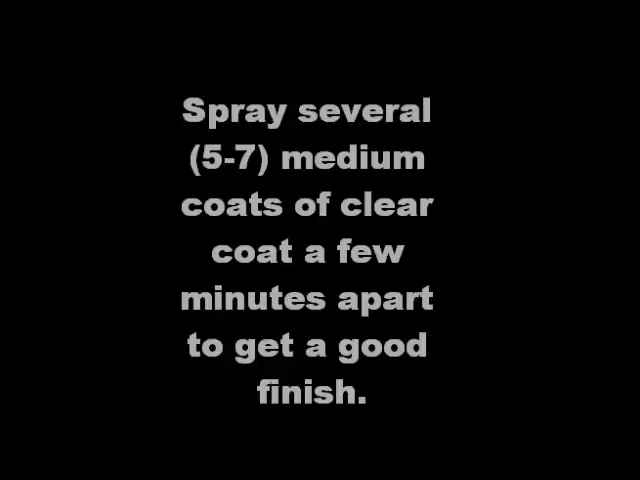 Spray several
(5-7) medium
coats of clear
coat a few
minutes apart
to get a good
finish.